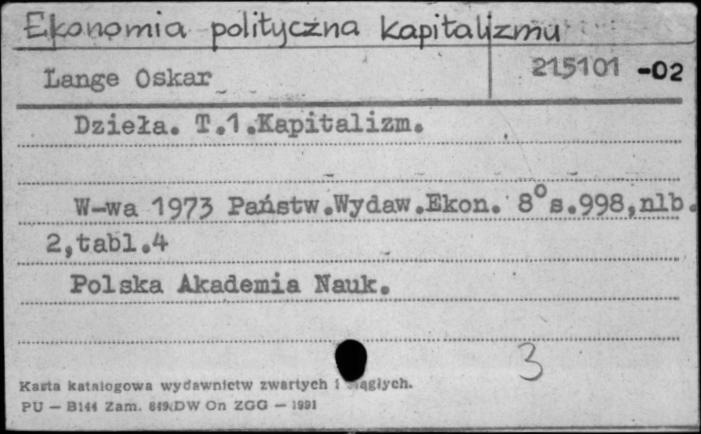 Ekonomia polityczna kapitalizmu
Lange Oskar
215101 -02
Dzieła. T.1.Kapitalizm.
W-wa 1973 Państw.Wydaw.Ekon. 8° s.998,nlb.
2,tabl.4
Polska Akademia Nauk.
3
Karta katalogowa wydawnictw zwartych i ciągłych.
PU — B144 Zam. 649/DW On ZGG — 1991